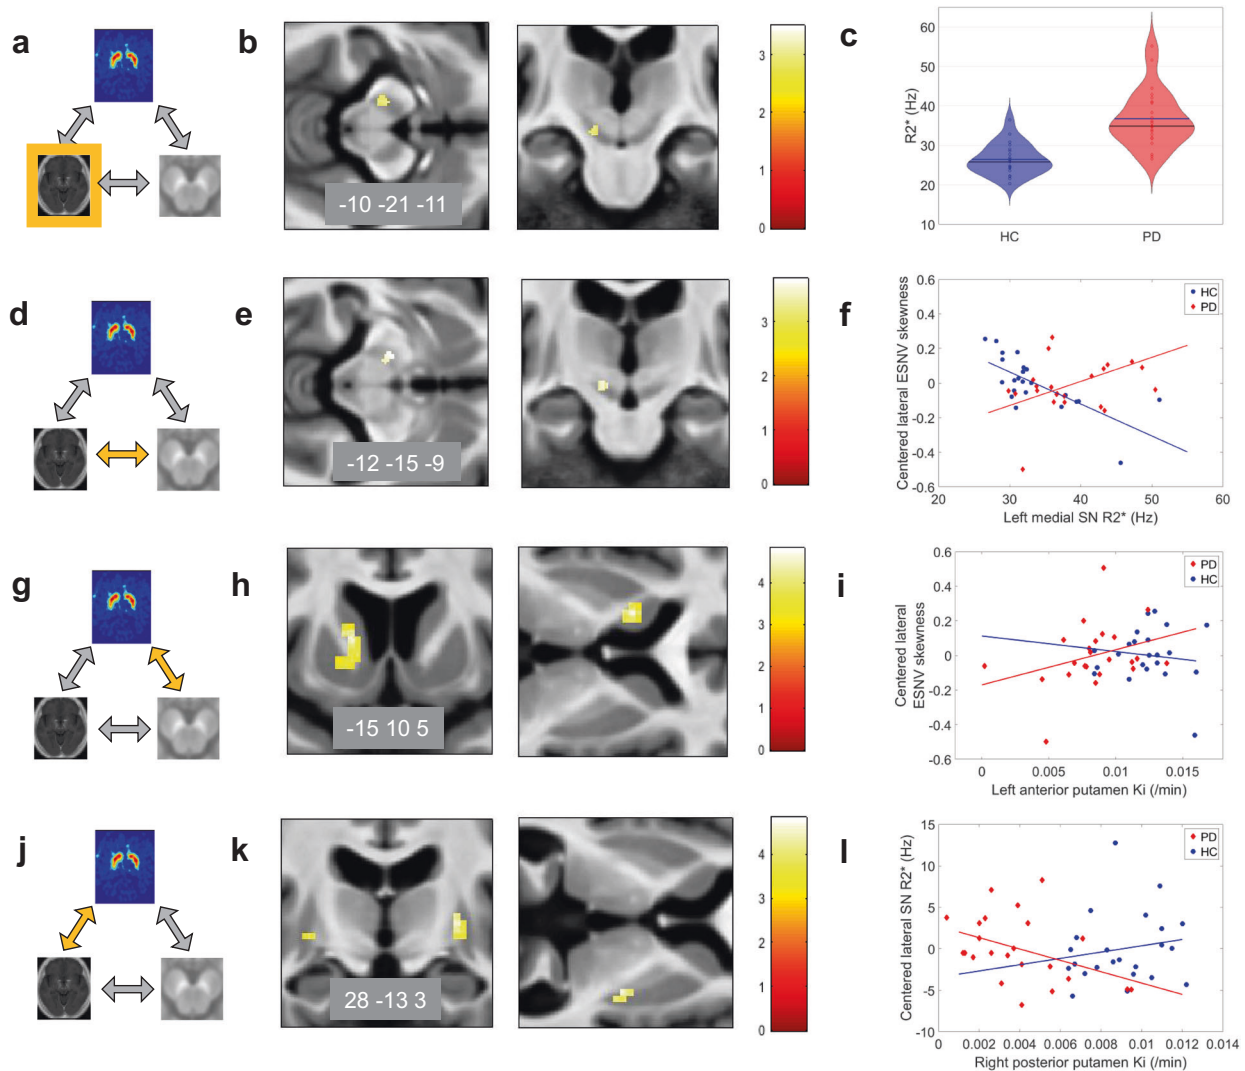 a
b
-10 -21 -11
3
2
1
0
c
R2*
(Hz)
60
50
40
30
20
10
HC
PD
d
e
-12 -15 -9
3
2
1
0
f
Centered lateral ESNV skewness
0.6
0.4
0.2
0
-0.2
-0.4
-0.6
HC
PD
20
30
40
50
60
Left medial SN R2* (Hz)
g
h
-15 10 5
4
3
2
1
0
i
Centered lateral
ESNV skewness
0.6
0.4
0.2
0
-0.2
-0.4
-0.6
PD
HC
0
0.005
0.01
0.015
Left anterior putamen Ki (/min)
j
k
28 -13 3
4
3
2
1
0
l
Centered lateral SN R2* (Hz)
15
10
5
0
-5
-10
PD
HC
0
0.002
0.004
0.006
0.008
0.01
0.012
0.014
Right posterior putamen Ki (/min)